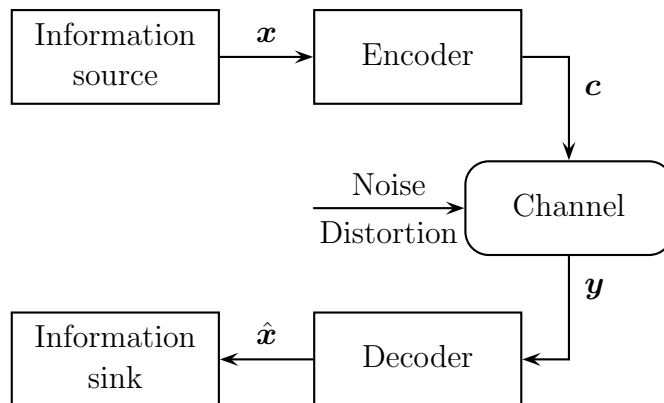 Information
source
x
Encoder
c
Noise
Distortion
Channel
y
Information
sink
x̂
Decoder